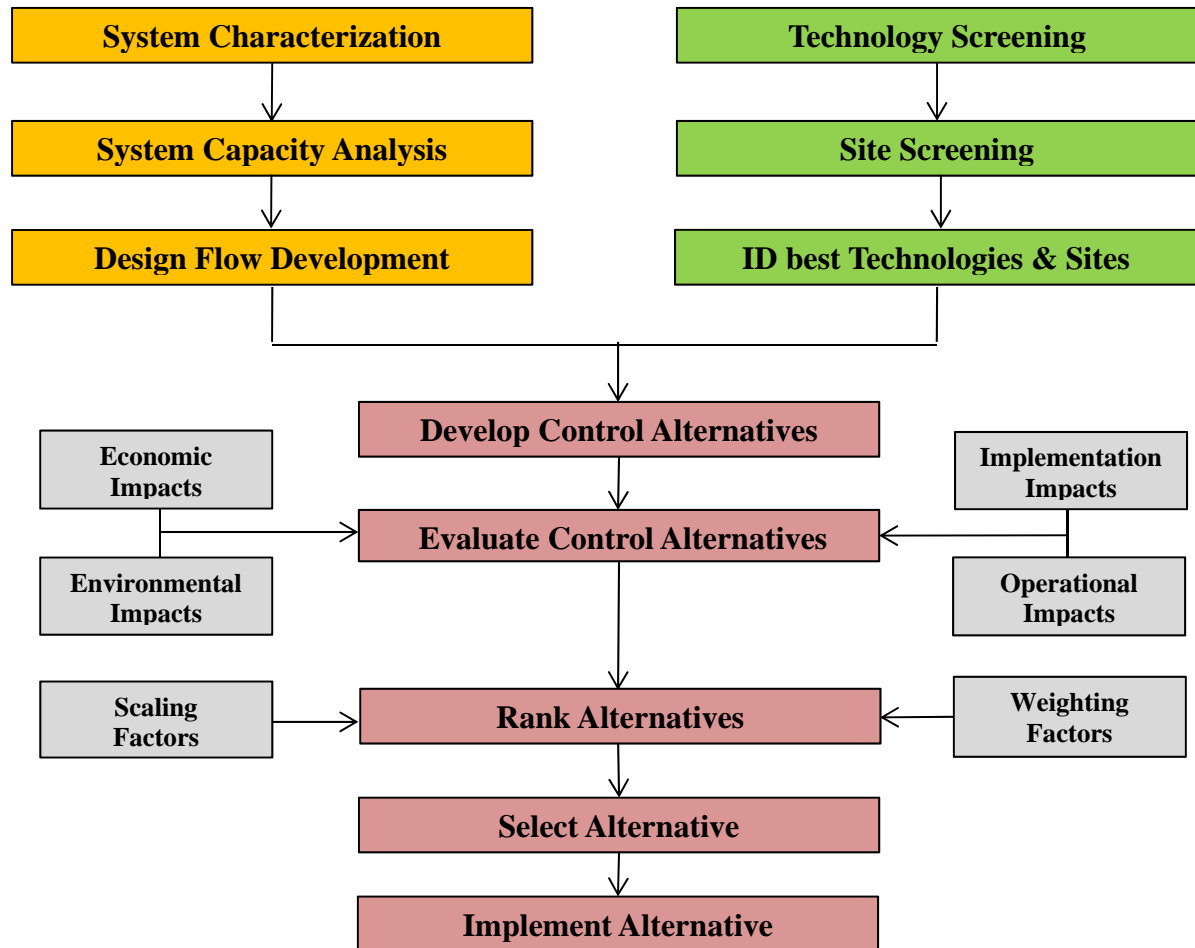 System Characterization
Technology Screening
System Capacity Analysis
Site Screening
Design Flow Development
ID best Technologies & Sites
Develop Control Alternatives
Economic
Impacts
Implementation
Impacts
Evaluate Control Alternatives
Environmental
Impacts
Operational
Impacts
Scaling
Factors
Rank Alternatives
Weighting
Factors
Select Alternative
Implement Alternative